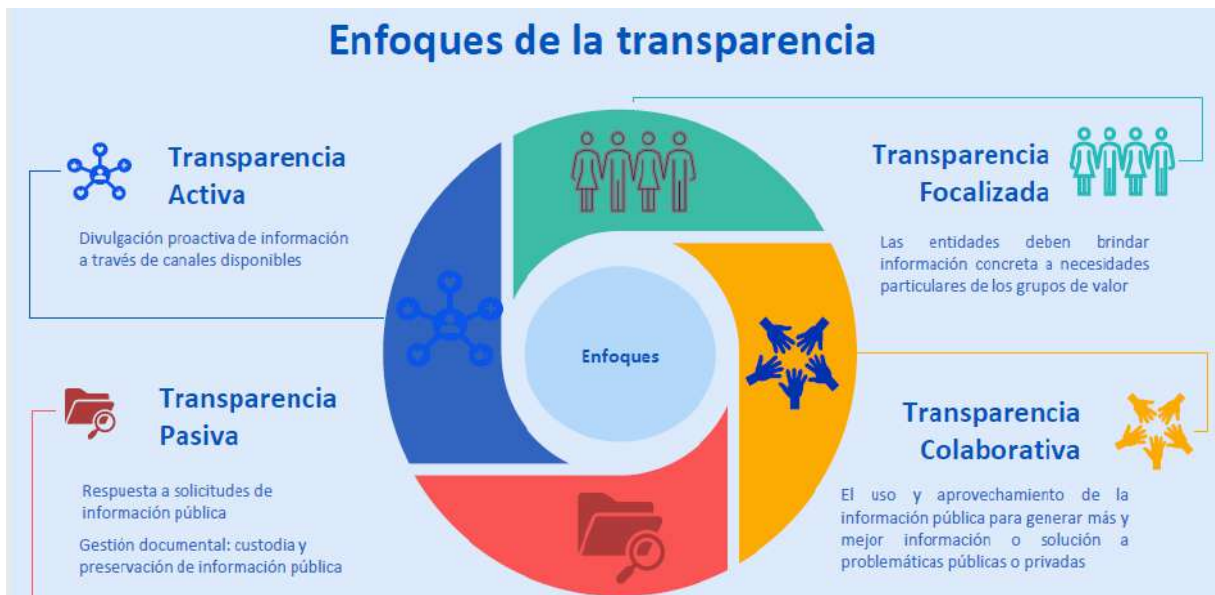 Enfoques de la transparencia
Transparencia
Activa
Divulgación proactiva de información
a través de canales disponibles
Transparencia
Focalizada
Las entidades deben brindar
información concreta a necesidades
particulares de los grupos de valor
Enfoques
Transparencia
Pasiva
Respuesta a solicitudes de
información pública
Gestión documental: custodia y
preservación de información pública
Transparencia
Colaborativa
El uso y aprovechamiento de la
información pública para generar más y
mejor información o solución a
problemáticas públicas o privadas